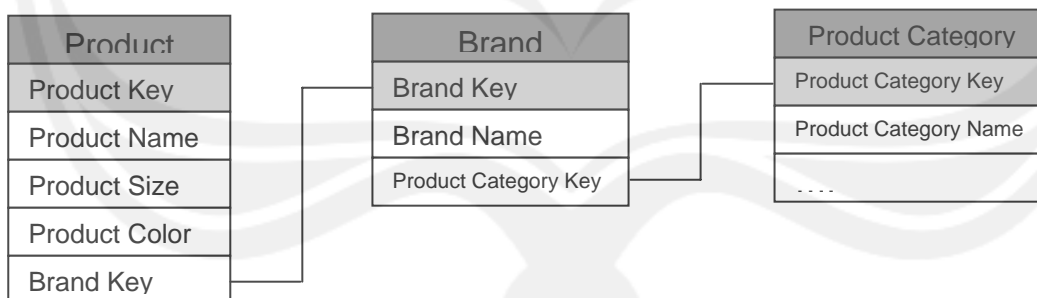 Product
Product Key
Product Name
Product Size
Product Color
Brand Key
Brand
Brand Key
Brand Name
Product Category Key
Product Category
Product Category Key
Product Category Name
....